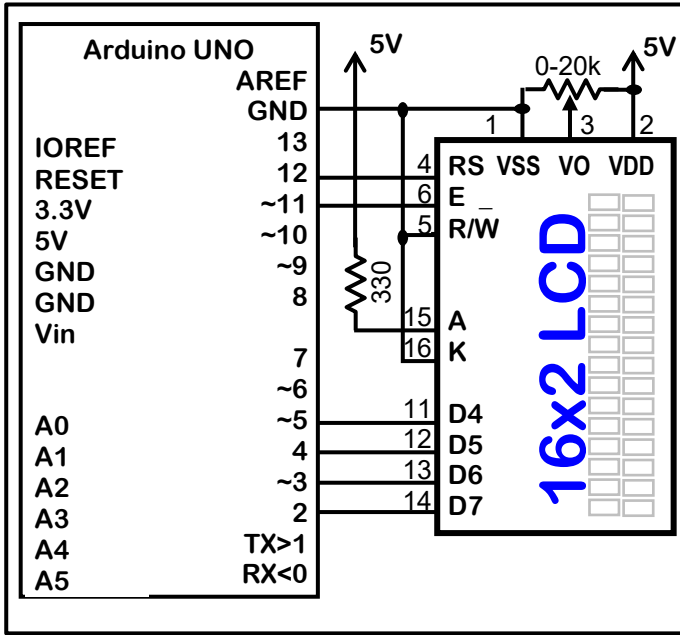 Arduino UNO
AREF
GND
13
12
~11
~10
~9
8
7
~6
~5
4
~3
2
TX>1
RX<0
IOREF
RESET
3.3V
5V
GND
GND
Vin
A0
A1
A2
A3
A4
A5
5V
330
0-20k
5V
1 3 2
4 RS VSS VO VDD
6 E
5 R/W
15 A
16 K
11 D4
12 D5
13 D6
14 D7
16x2 LCD